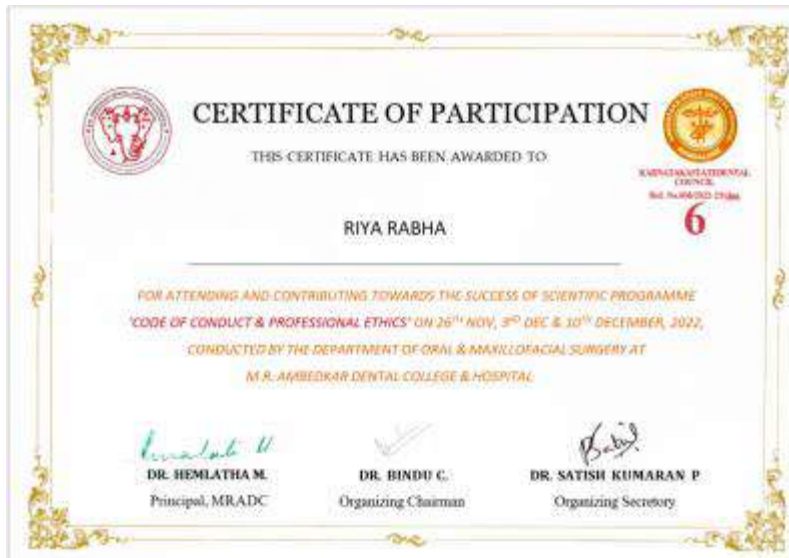 CERTIFICATE OF PARTICIPATION
THIS CERTIFICATE HAS BEEN AWARDED TO
KARNATAKA STATE DENTAL
COUNCIL
6
RIYA RABHA
FOR ATTENDING AND CONTRIBUTING TOWARDS THE SUCCESS OF SCIENTIFIC PROGRAMME
'CODE OF CONDUCT & PROFESSIONAL ETHICS' ON 26TH NOV, 3RD DEC & 10TH DECEMBER, 2022,
CONDUCTED BY THE DEPARTMENT OF ORAL & MAXILLOFACIAL SURGERY AT
M.R. AMBEDKAR DENTAL COLLEGE & HOSPITAL
DR. HEMLATHA M.
Principal, MRADC
DR. BINDU C.
Organizing Chairman
DR. SATISH KUMARAN P
Organizing Secretary